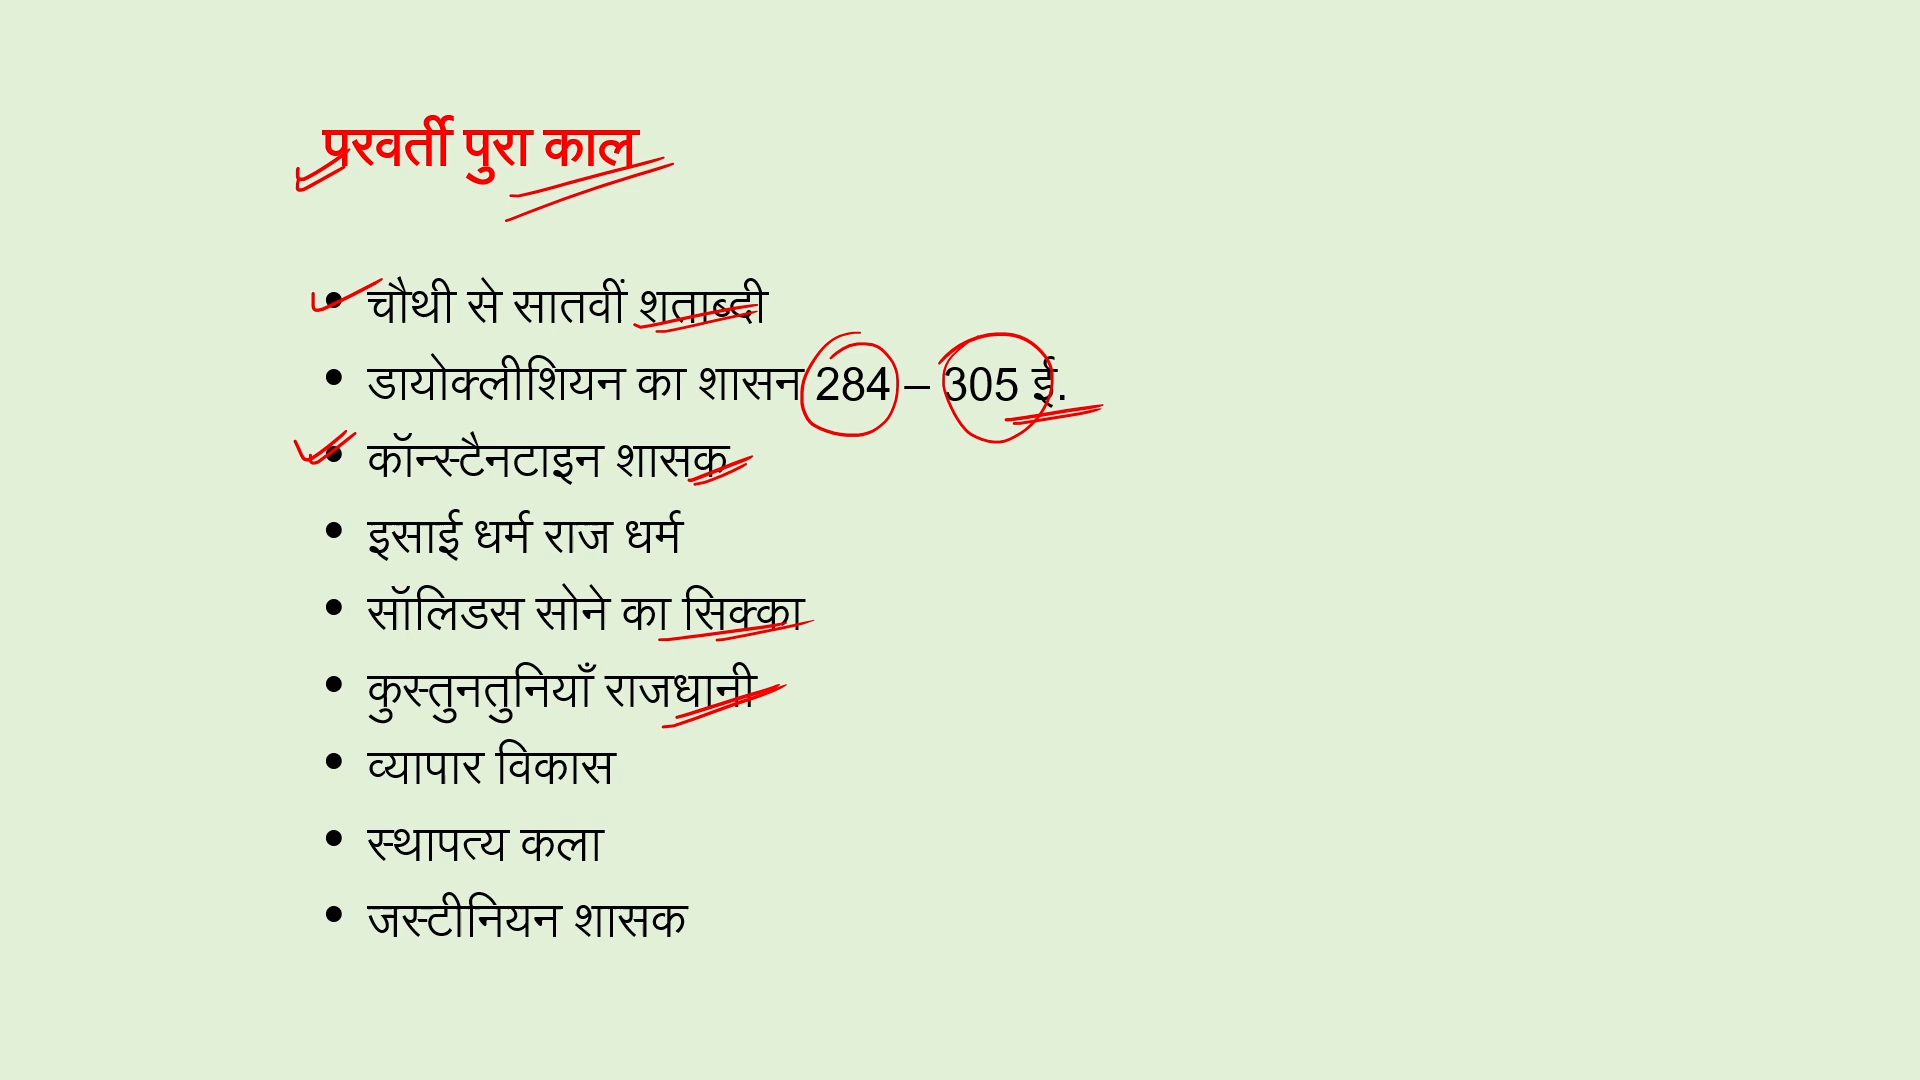 प्ररवर्ती पुरा काल
• चौथी से सातवीं शताब्दी
• डायोक्लीशियन का शासन 284 – 305 ई.
• कॉन्स्टैनटाइन शासक
• इसाई धर्म राज धर्म
• सॉलिडस सोने का सिक्का
• कुस्तुनतुनियाँ राजधानी
• व्यापार विकास
• स्थापत्य कला
• जस्टीनियन शासक